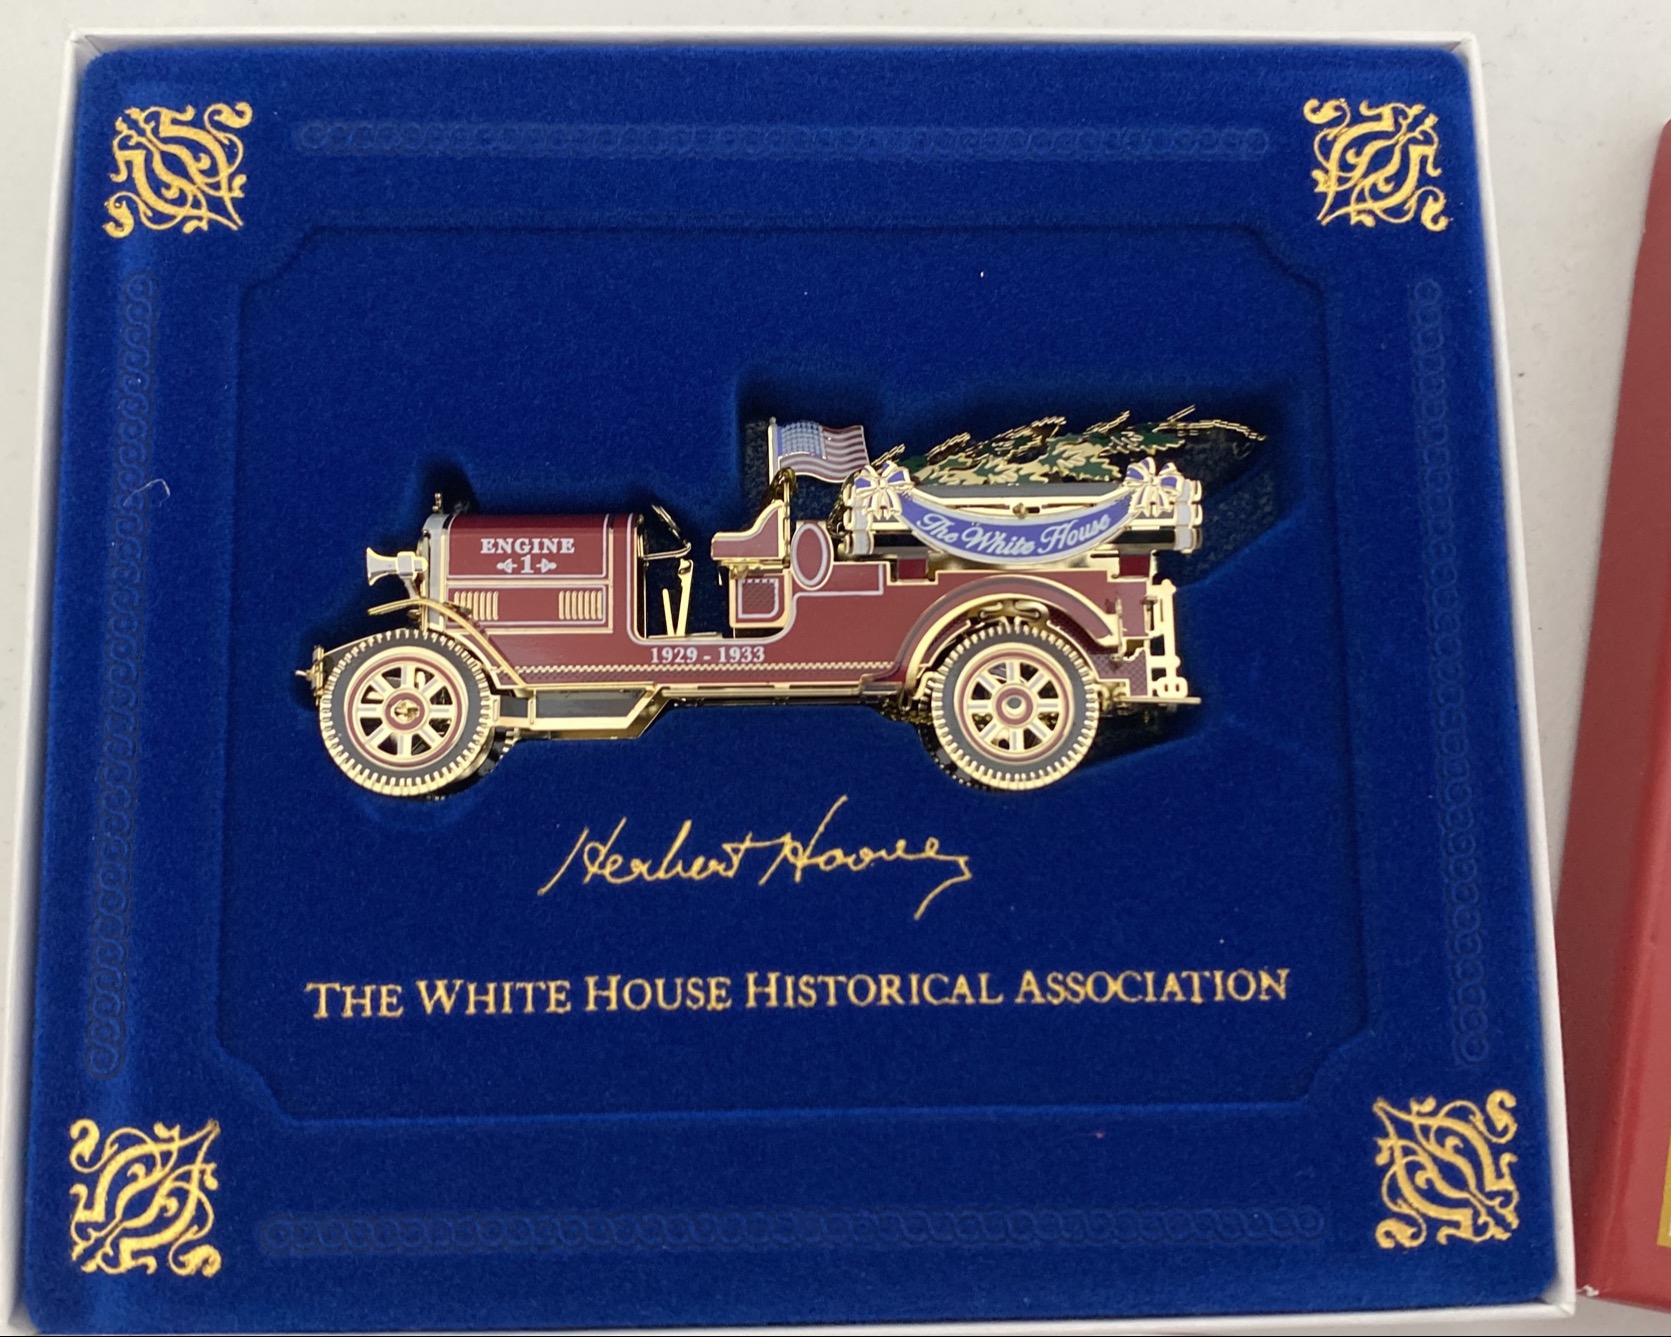 ENGINE
1
The White House
1929 - 1933
Herbert Hoover
THE WHITE HOUSE HISTORICAL ASSOCIATION